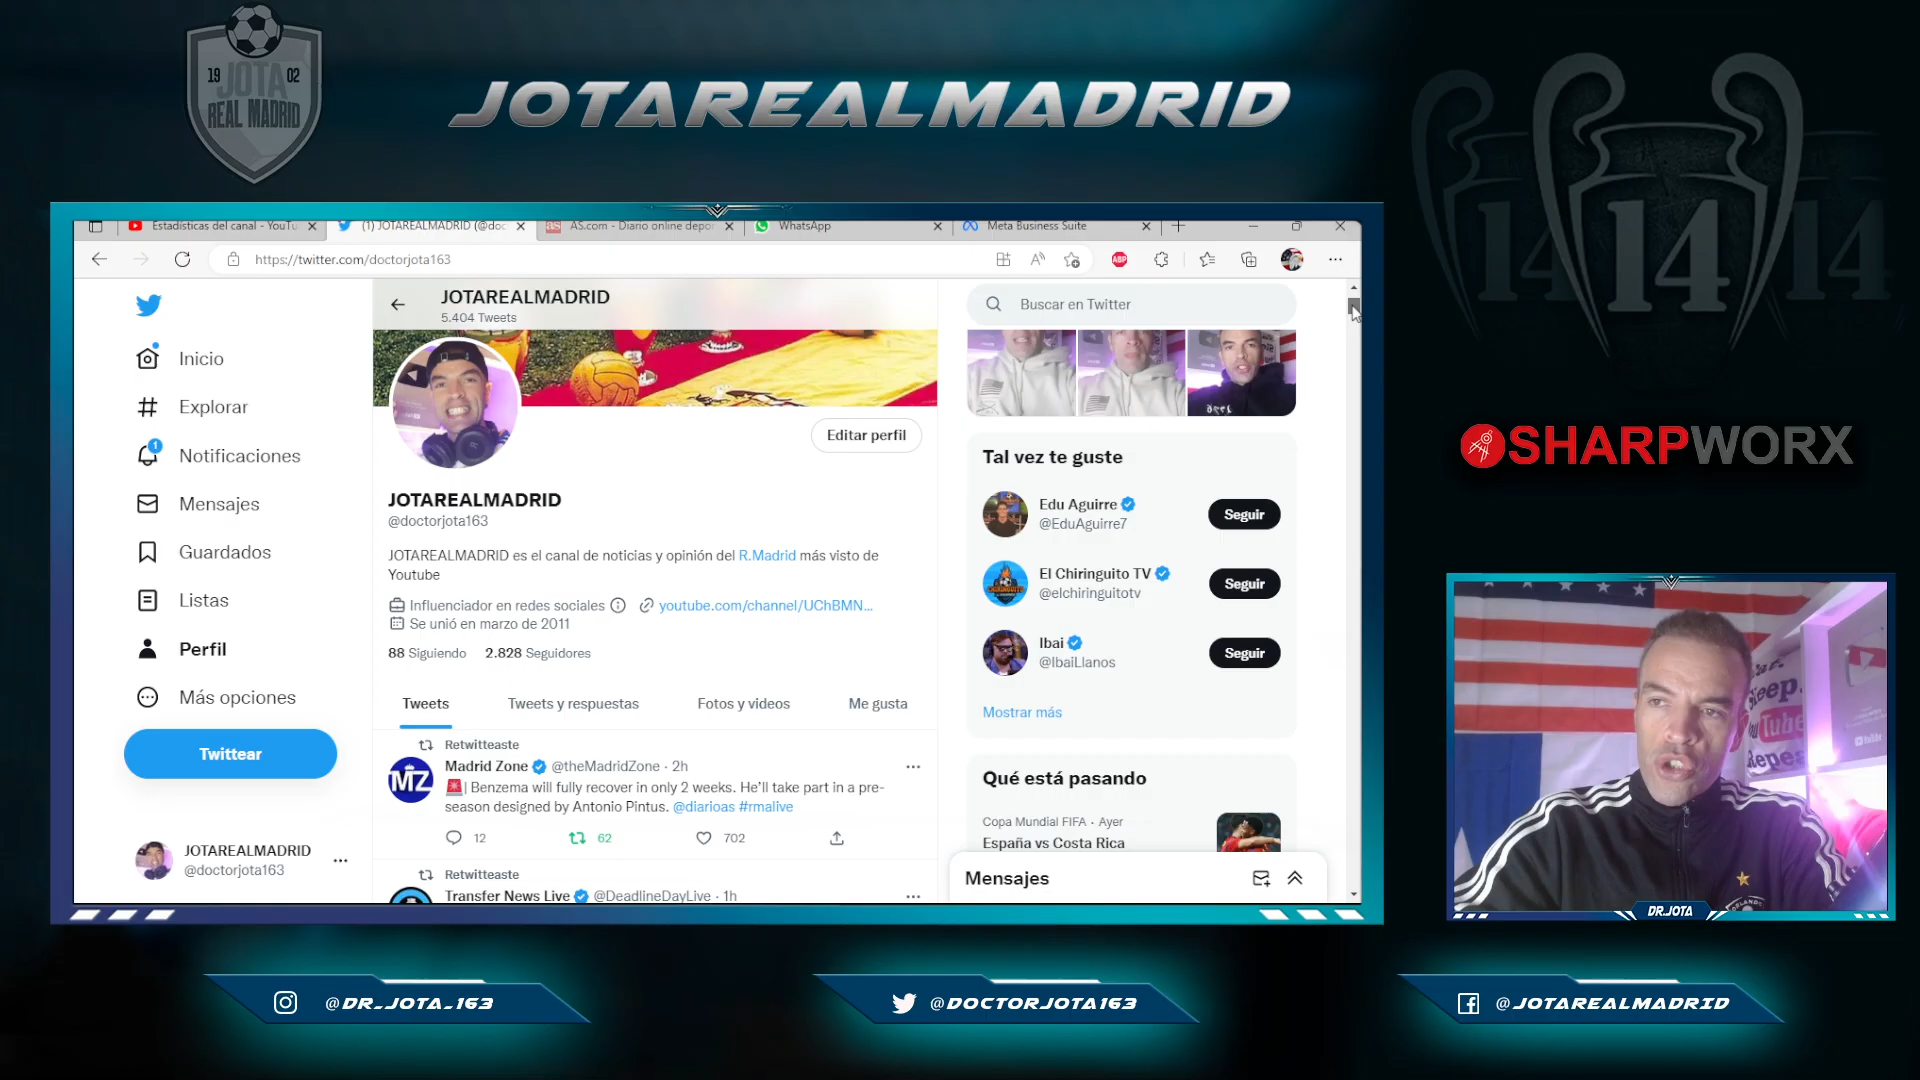 19 02
JOTA
REAL MADRID
JOTAREALMADRID
14 14 14
Estadísticas del canal - YouTu
(1) JOTAREALMADRID (@doc
AS.com - Diario online depor
WhatsApp
Meta Business Suite
https://twitter.com/doctorjota163
ABP
JOTAREALMADRID
5.404 Tweets
Buscar en Twitter
Inicio
Explorar
1
Notificaciones
Mensajes
Guardados
Listas
Perfil
Más opciones
Twittear
JOTAREALMADRID
@doctorjota163
Editar perfil
JOTAREALMADRID
@doctorjota163
JOTAREALMADRID es el canal de noticias y opinión del R.Madrid más visto de
Youtube
Influenciador en redes sociales youtube.com/channel/UChBMN...
Se unió en marzo de 2011
88 Siguiendo 2.828 Seguidores
Tweets Tweets y respuestas Fotos y videos Me gusta
Retwitteaste
MZ
Madrid Zone @theMadridZone · 2h
🚨| Benzema will fully recover in only 2 weeks. He'll take part in a pre-
season designed by Antonio Pintus. @diarioas #rmalive
12 62 702
Retwitteaste
Transfer News Live @DeadlineDayLive · 1h
Tal vez te guste
Edu Aguirre
@EduAguirre7
Seguir
El Chiringuito TV
@elchiringuitotv
Seguir
Ibai
@IbaiLlanos
Seguir
Mostrar más
Qué está pasando
Copa Mundial FIFA · Ayer
España vs Costa Rica
Mensajes
SHARPWORX
DR.JOTA
@DR_JOTA_163
@DOCTORJOTA163
@JOTAREALMADRID